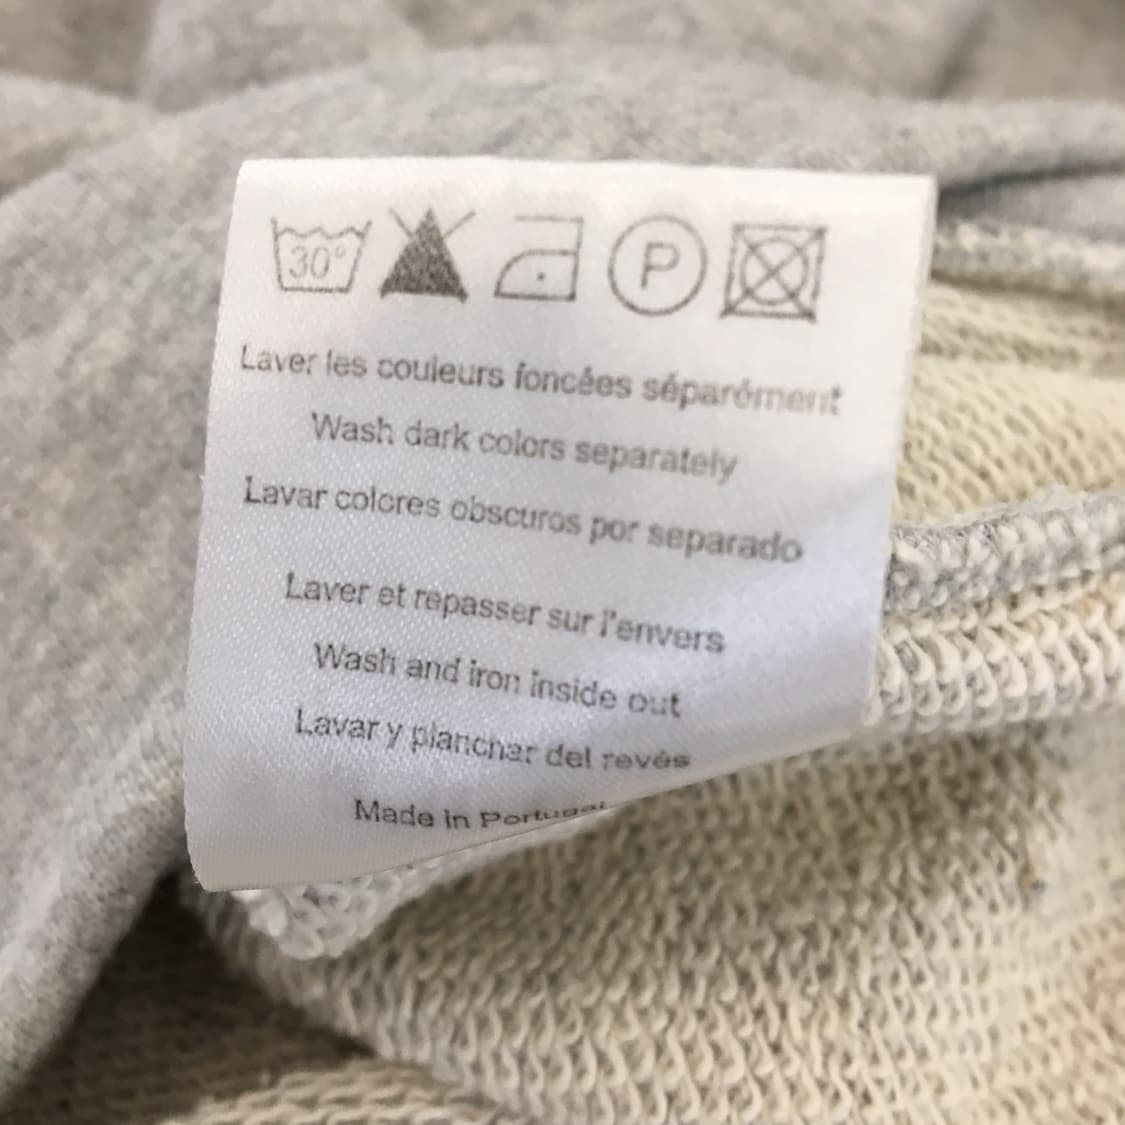 30°
P
Laver les couleurs foncées séparément
Wash dark colors separately
Lavar colores obscuros por separado
Laver et repasser sur l'envers
Wash and iron inside out
Lavar y planchar del revés
Made in Portugal